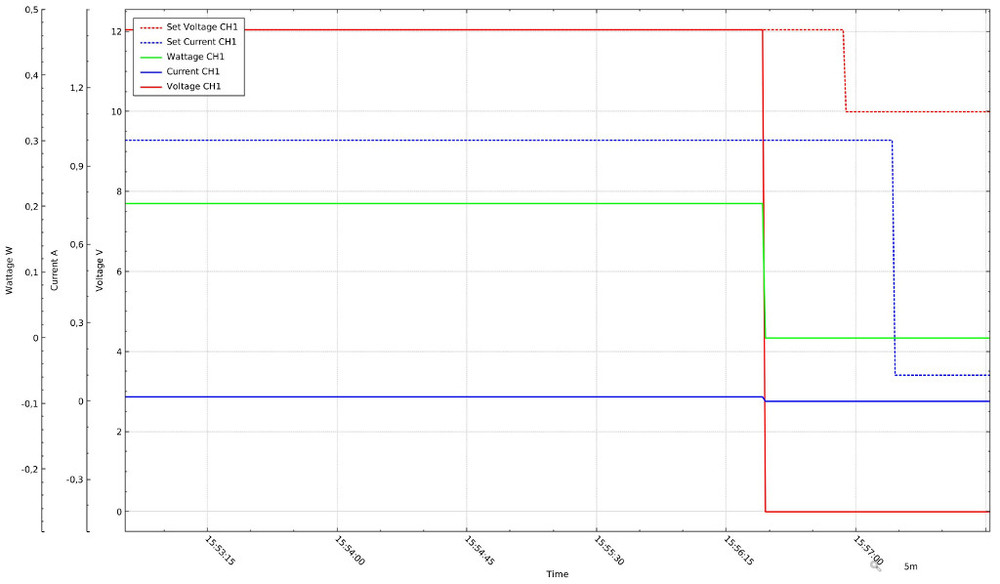 Set Voltage CH1
Set Current CH1
Wattage CH1
Current CH1
Voltage CH1
0,5
0,4
0,3
0,2
0,1
0
-0,1
-0,2
Wattage W
1,2
0,9
0,6
0,3
0
-0,3
Current A
12
10
8
6
4
2
0
Voltage V
15:53:15
15:54:00
15:54:45
15:55:30
15:56:15
15:57:00
Time
5m